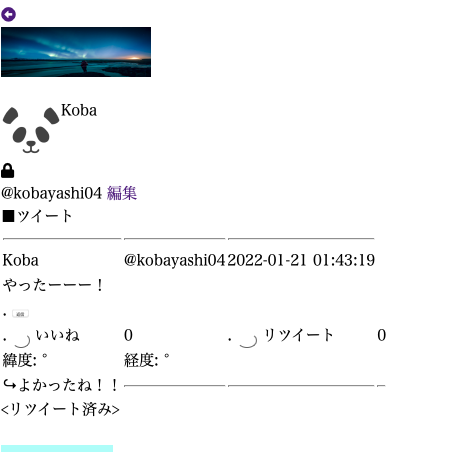 Koba
@kobayashi04 編集
■ツイート
Koba @kobayashi04 2022-01-21 01:43:19
やったーーー！
.
. いいね 0 . リツイート 0
緯度: ° 経度: °
↪よかったね！！
<リツイート済み>